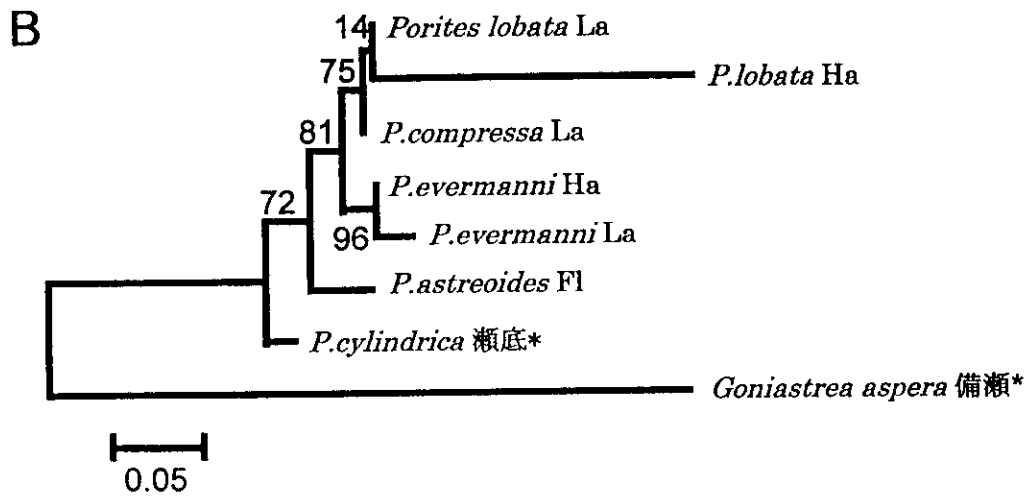 B
14 Porites lobata La
P.lobata Ha
75
P.compressa La
81
P.evermanni Ha
72
96 P.evermanni La
P.astreoides Fl
P.cylindrica 瀬底*
Goniastrea aspera 備瀬*
0.05